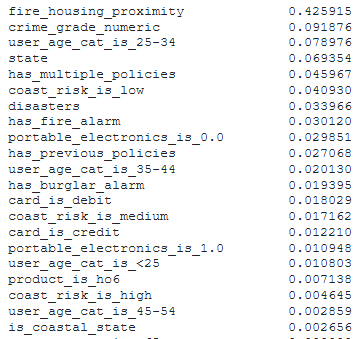 fire_housing_proximity 0.425915
crime_grade_numeric 0.091876
user_age_cat_is_25-34 0.078976
state 0.069354
has_multiple_policies 0.045967
coast_risk_is_low 0.040930
disasters 0.033966
has_fire_alarm 0.030120
portable_electronics_is_0.0 0.029851
has_previous_policies 0.027068
user_age_cat_is_35-44 0.020130
has_burglar_alarm 0.019395
card_is_debit 0.018029
coast_risk_is_medium 0.017162
card_is_credit 0.012210
portable_electronics_is_1.0 0.010948
user_age_cat_is_<25 0.010803
product_is_ho6 0.007138
coast_risk_is_high 0.004645
user_age_cat_is_45-54 0.002859
is_coastal_state 0.002656